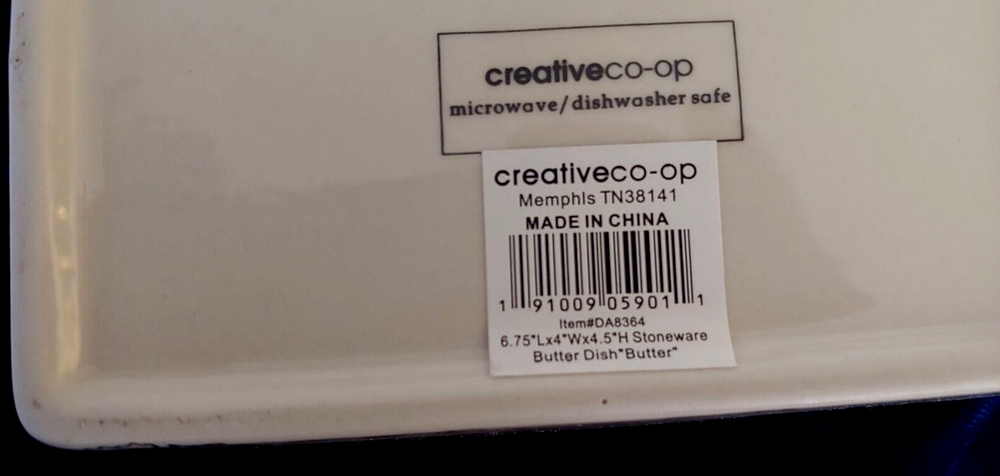 creativeco-op
microwave/dishwasher safe
creativeco-op
Memphis TN38141
MADE IN CHINA
1 91009 05901 1
Item#DA8364
6.75"Lx4"Wx4.5"H Stoneware
Butter Dish"Butter"